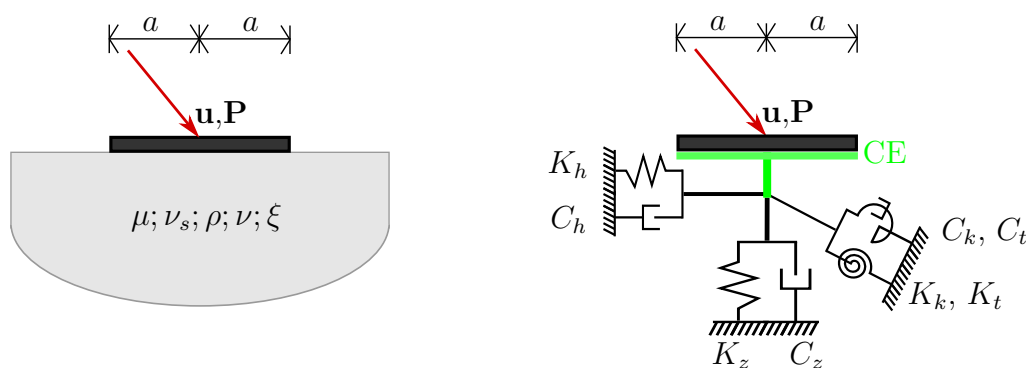 a a
u,P
μ; ν_s; ρ; ν; ξ
a a
u,P
CE
K_h
C_h
C_k, C_t
K_k, K_t
K_z C_z